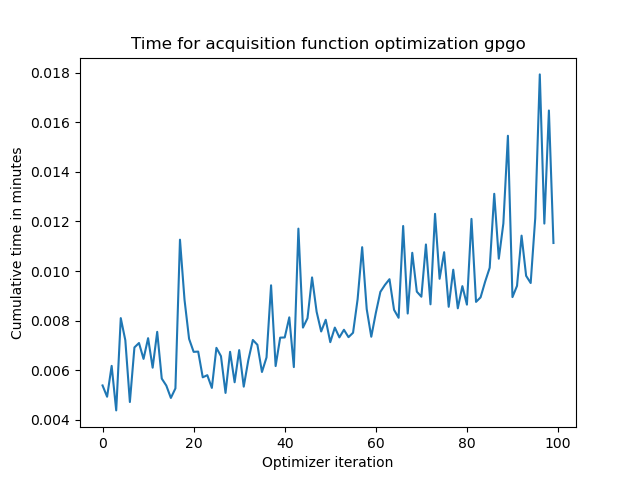 Time for acquisition function optimization gpgo
Cumulative time in minutes
0.018
0.016
0.014
0.012
0.010
0.008
0.006
0.004
0 20 40 60 80 100
Optimizer iteration